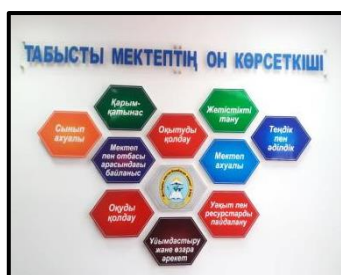 ТАБЫСТЫ МЕКТЕПТІҢ ОН КӨРСЕТКІШІ
Қарым-
қатынас
Жетістікті
тану
Сынып
ахуалы
Оқытуды
қолдау
Теңдік
пен
әділдік
Мектеп
пен отбасы
арасындағы
байланыс
Мектеп
ахуалы
Оқуды
қолдау
Уақыт пен
ресурстарды
пайдалану
Ұйымдастыру
және өзара
әрекет